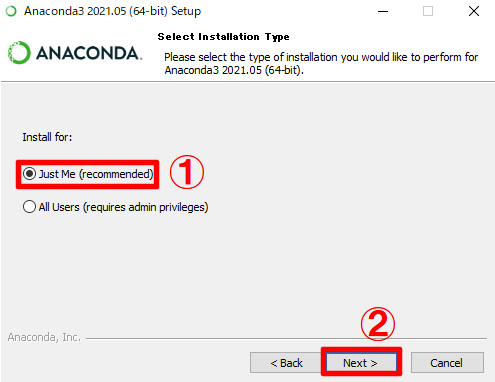 Anaconda3 2021.05 (64-bit) Setup
ANACONDA.
Select Installation Type
Please select the type of installation you would like to perform for
Anaconda3 2021.05 (64-bit).
Install for:
Just Me (recommended)
①
All Users (requires admin privileges)
②
Anaconda, Inc.
< Back
Next >
Cancel